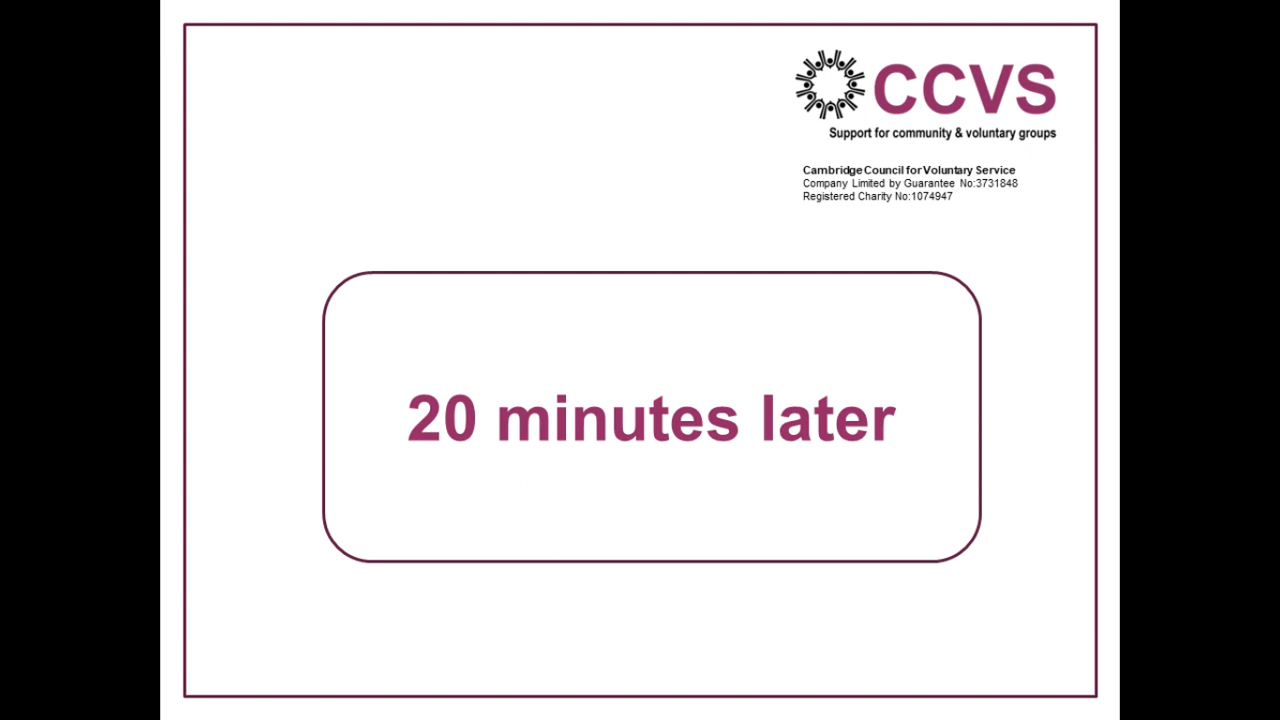 CCVS
Support for community & voluntary groups
Cambridge Council for Voluntary Service
Company Limited by Guarantee No:3731848
Registered Charity No:1074947
20 minutes later